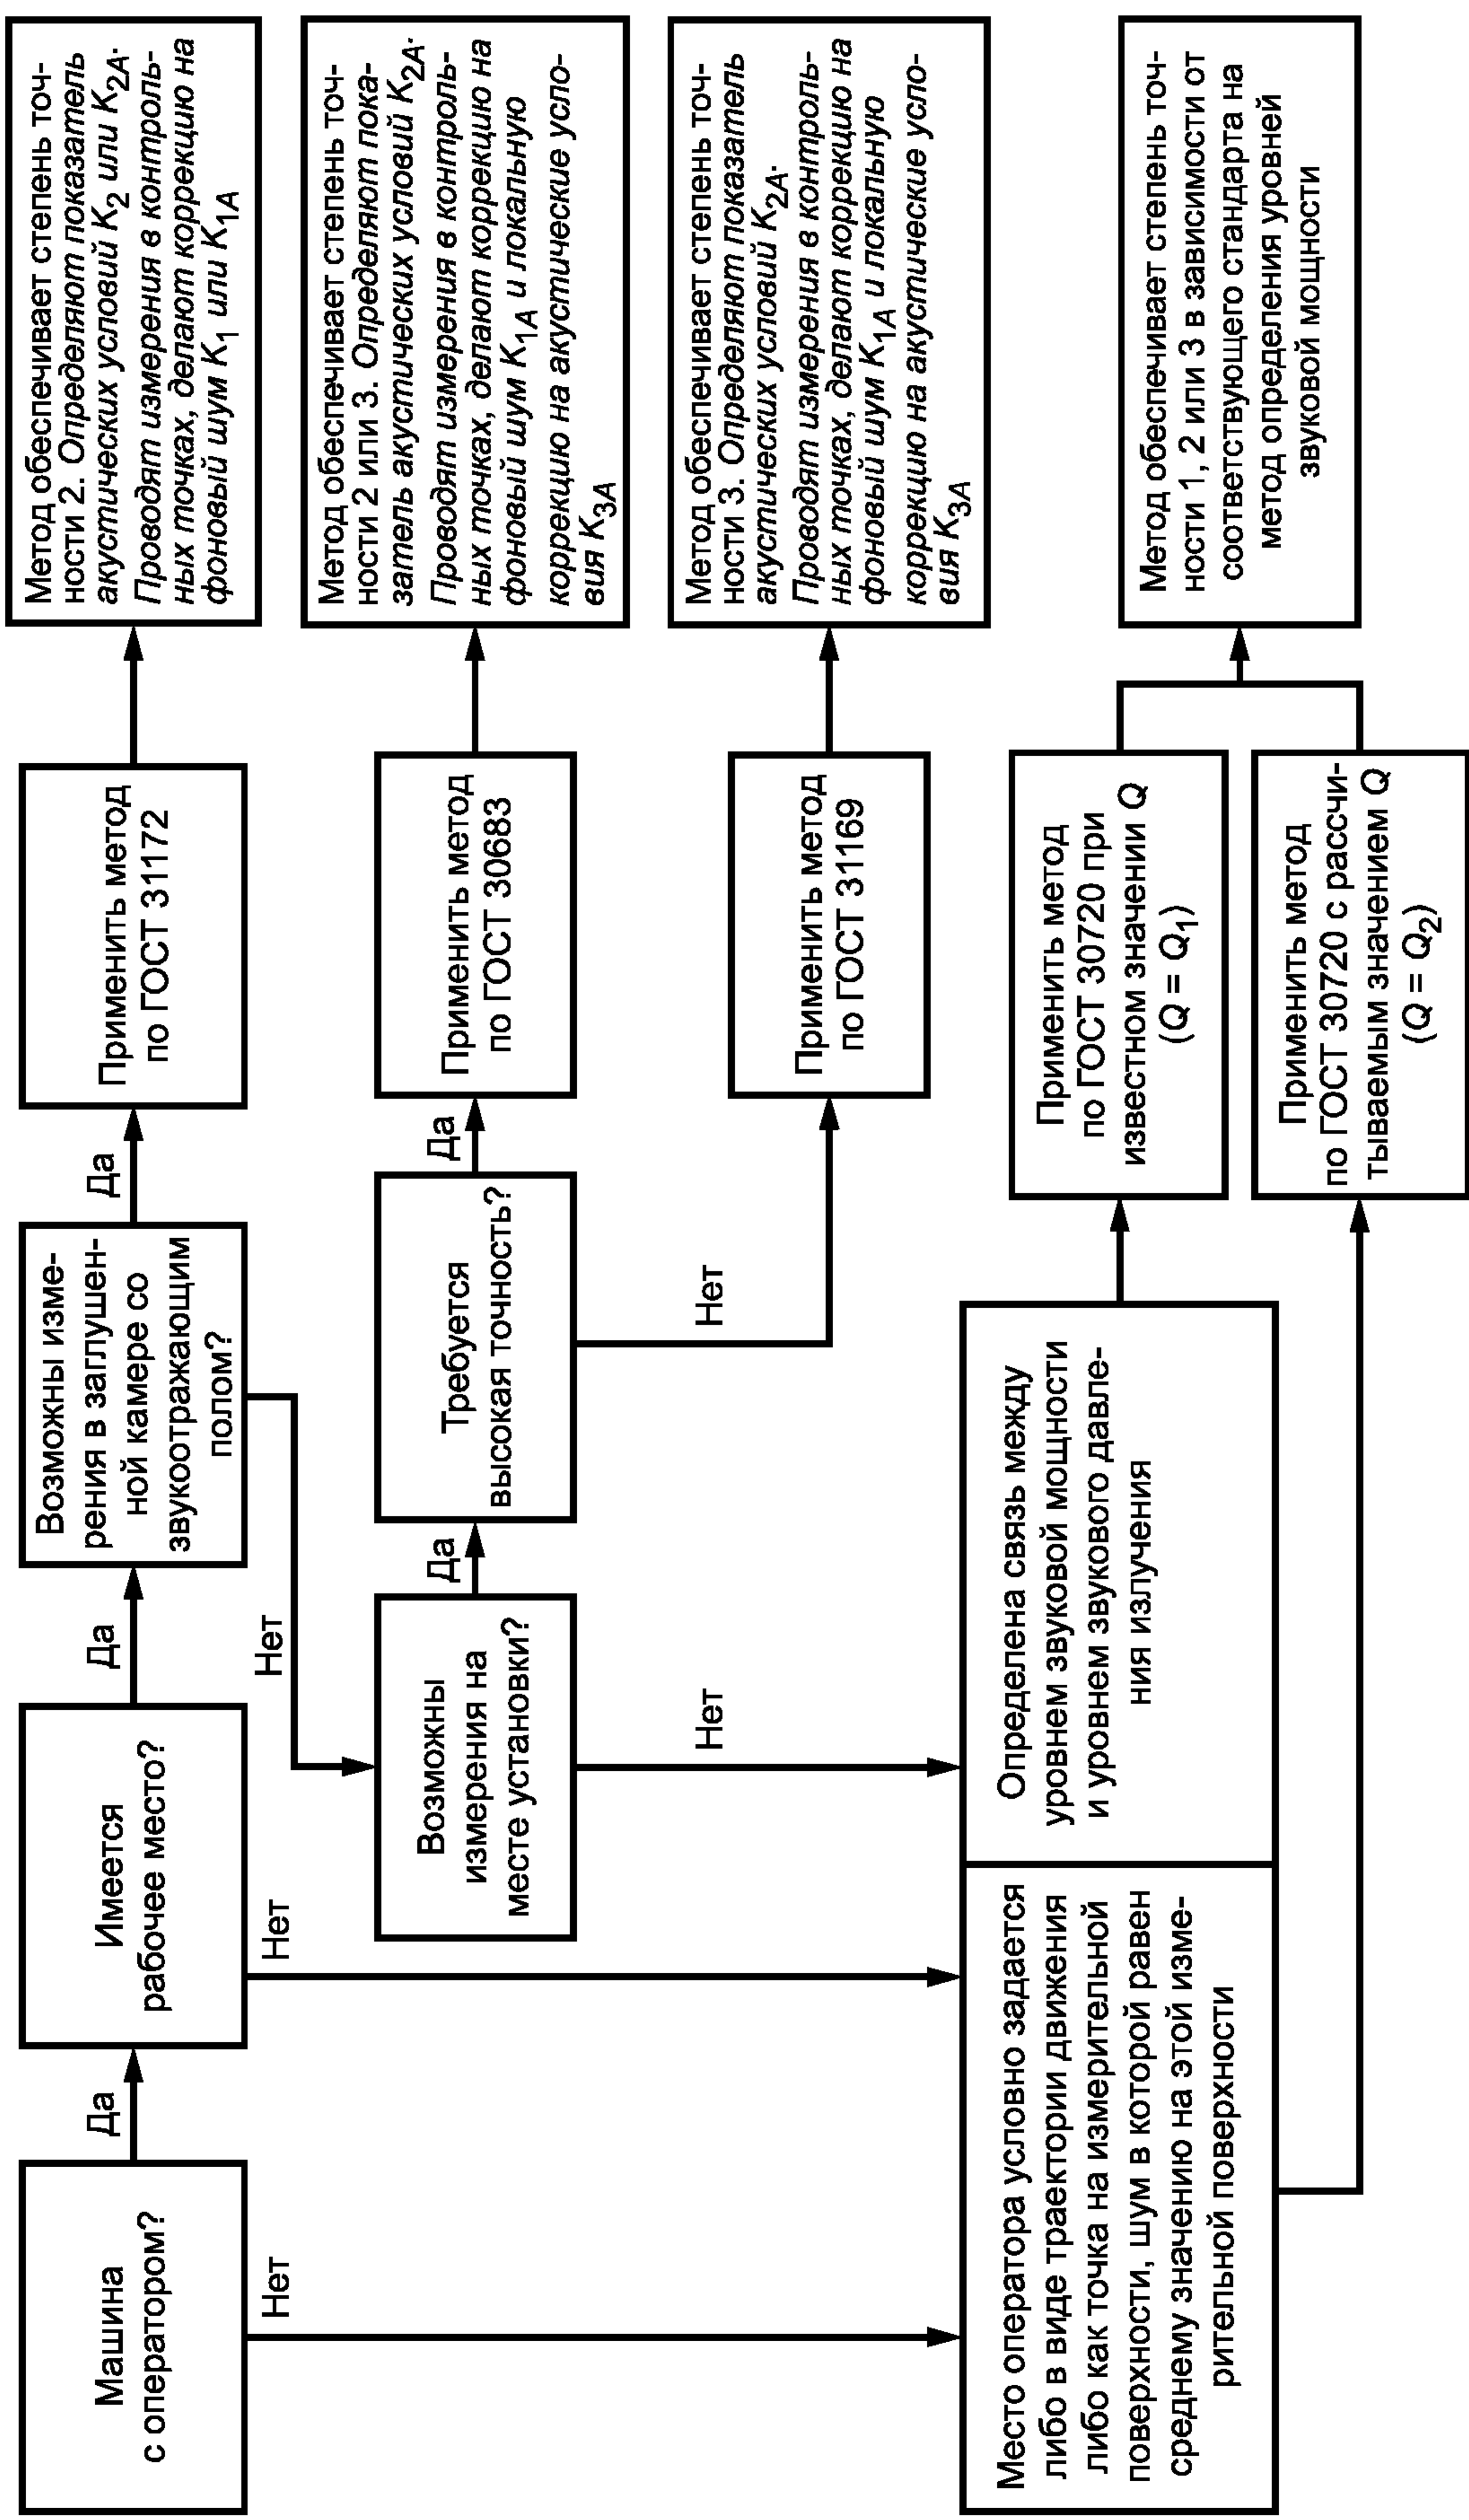 Машина
с оператором?
Да
Нет
Имеется
рабочее место?
Да
Нет
Возможны изме-
рения в заглушен-
ной камере со
звукоотражающим
полом?
Да
Нет
Применить метод
по ГОСТ 31172
Метод обеспечивает степень точ-
ности 2. Определяют показатель
акустических условий K2 или K2A.
Проводят измерения в контроль-
ных точках, делают коррекцию на
фоновый шум K1 или K1A
Возможны
измерения на
месте установки?
Да
Нет
Требуется
высокая точность?
Да
Нет
Применить метод
по ГОСТ 30683
Метод обеспечивает степень точ-
ности 2 или 3. Определяют пока-
затель акустических условий K2A.
Проводят измерения в контроль-
ных точках, делают коррекцию на
фоновый шум K1A и локальную
коррекцию на акустические усло-
вия K3A
Применить метод
по ГОСТ 31169
Метод обеспечивает степень точ-
ности 3. Определяют показатель
акустических условий K2A.
Проводят измерения в контроль-
ных точках, делают коррекцию на
фоновый шум K1A и локальную
коррекцию на акустические усло-
вия K3A
Место оператора условно задается
либо в виде траектории движения
либо как точка на измерительной
поверхности, шум в которой равен
среднему значению на этой изме-
рительной поверхности
Определена связь между
уровнем звуковой мощности
и уровнем звукового давле-
ния излучения
Применить метод
по ГОСТ 30720 при
известном значении Q
(Q = Q1)
Применить метод
по ГОСТ 30720 с рассчи-
тываемым значением Q
(Q = Q2)
Метод обеспечивает степень точ-
ности 1, 2 или 3 в зависимости от
соответствующего стандарта на
метод определения уровней
звуковой мощности